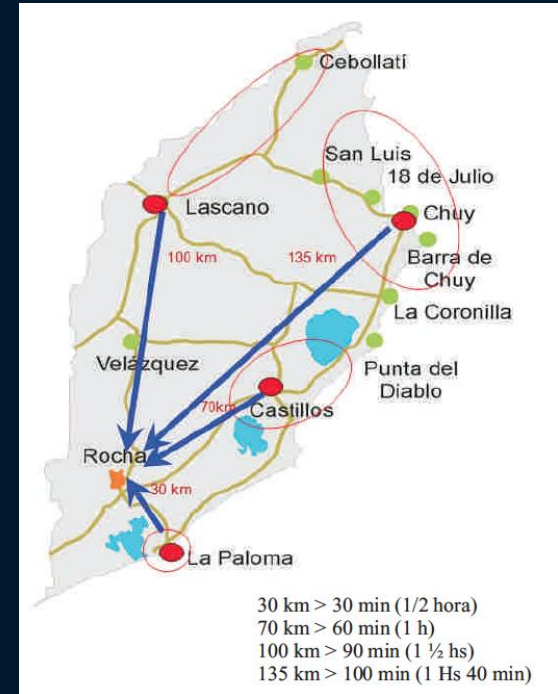 Cebollatí
San Luis
18 de Julio
Lascano
Chuy
100 km
135 km
Barra de
Chuy
La Coronilla
Velázquez
Punta del
Diablo
70km
Castillos
Rocha
30 km
La Paloma
30 km > 30 min (1/2 hora)
70 km > 60 min (1 h)
100 km > 90 min (1 ½ hs)
135 km > 100 min (1 Hs 40 min)